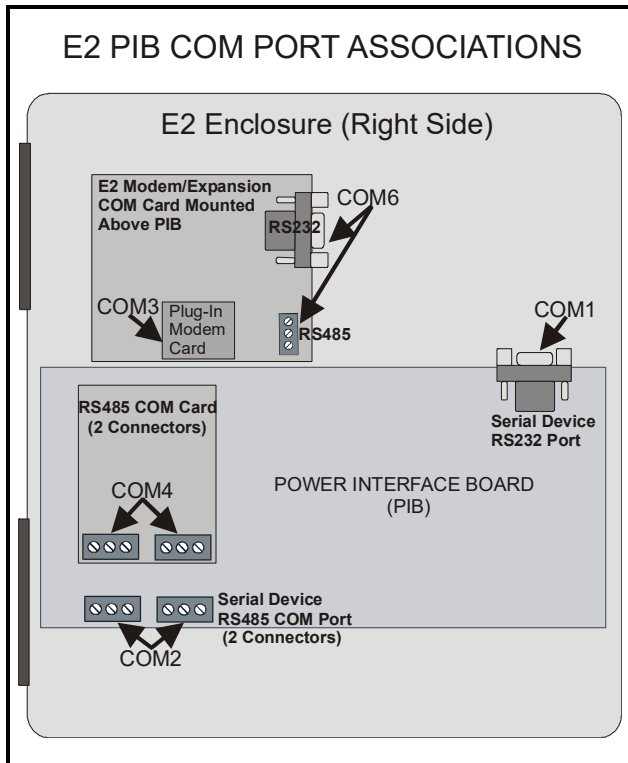 E2 PIB COM PORT ASSOCIATIONS
E2 Enclosure (Right Side)
E2 Modem/Expansion
COM Card Mounted
Above PIB
RS232
COM6
COM3
Plug-In
Modem
Card
RS485
COM1
Serial Device
RS232 Port
RS485 COM Card
(2 Connectors)
COM4
POWER INTERFACE BOARD
(PIB)
Serial Device
RS485 COM Port
(2 Connectors)
COM2